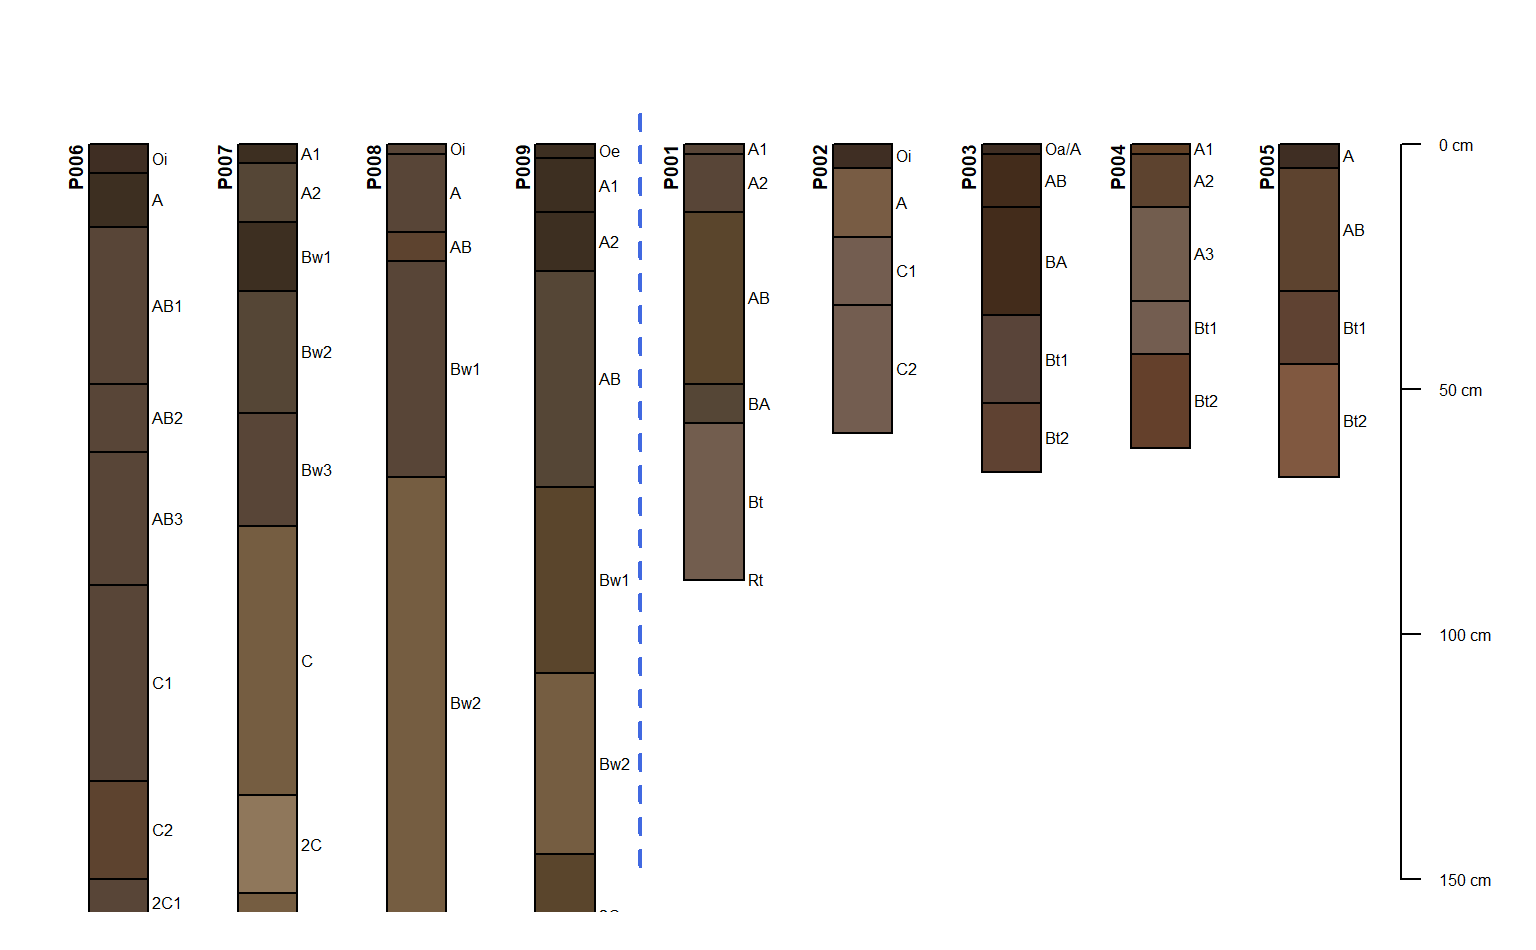 P006
Oi
A
AB1
AB2
AB3
C1
C2
2C1
P007
A1
A2
Bw1
Bw2
Bw3
C
2C
P008
Oi
A
AB
Bw1
Bw2
P009
Oe
A1
A2
AB
Bw1
Bw2
P001
A1
A2
AB
BA
Bt
Rt
P002
Oi
A
C1
C2
P003
Oa/A
AB
BA
Bt1
Bt2
P004
A1
A2
A3
Bt1
Bt2
P005
A
AB
Bt1
Bt2
0 cm
50 cm
100 cm
150 cm